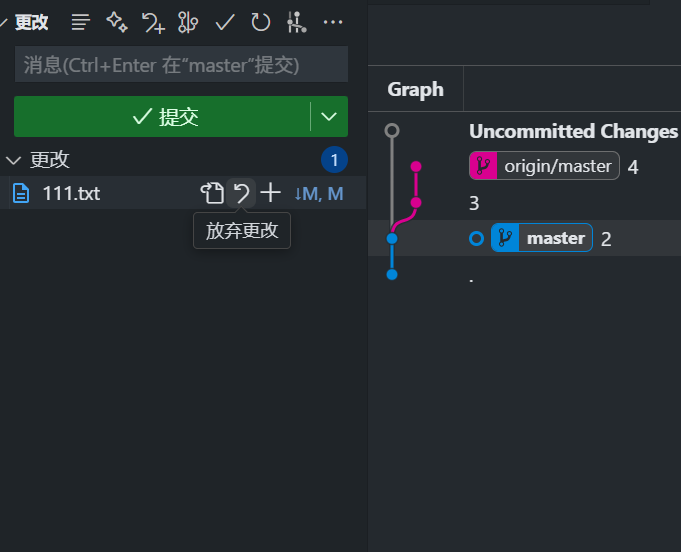 更改
消息(Ctrl+Enter 在“master”提交)
提交
更改
1
111.txt
↓M, M
放弃更改
Graph
Uncommitted Changes
origin/master 4
3
master 2
.